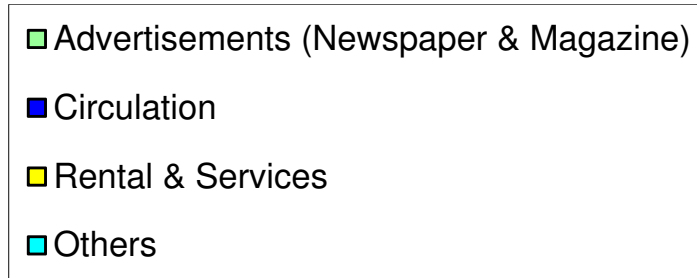 Advertisements (Newspaper & Magazine)
Circulation
Rental & Services
Others